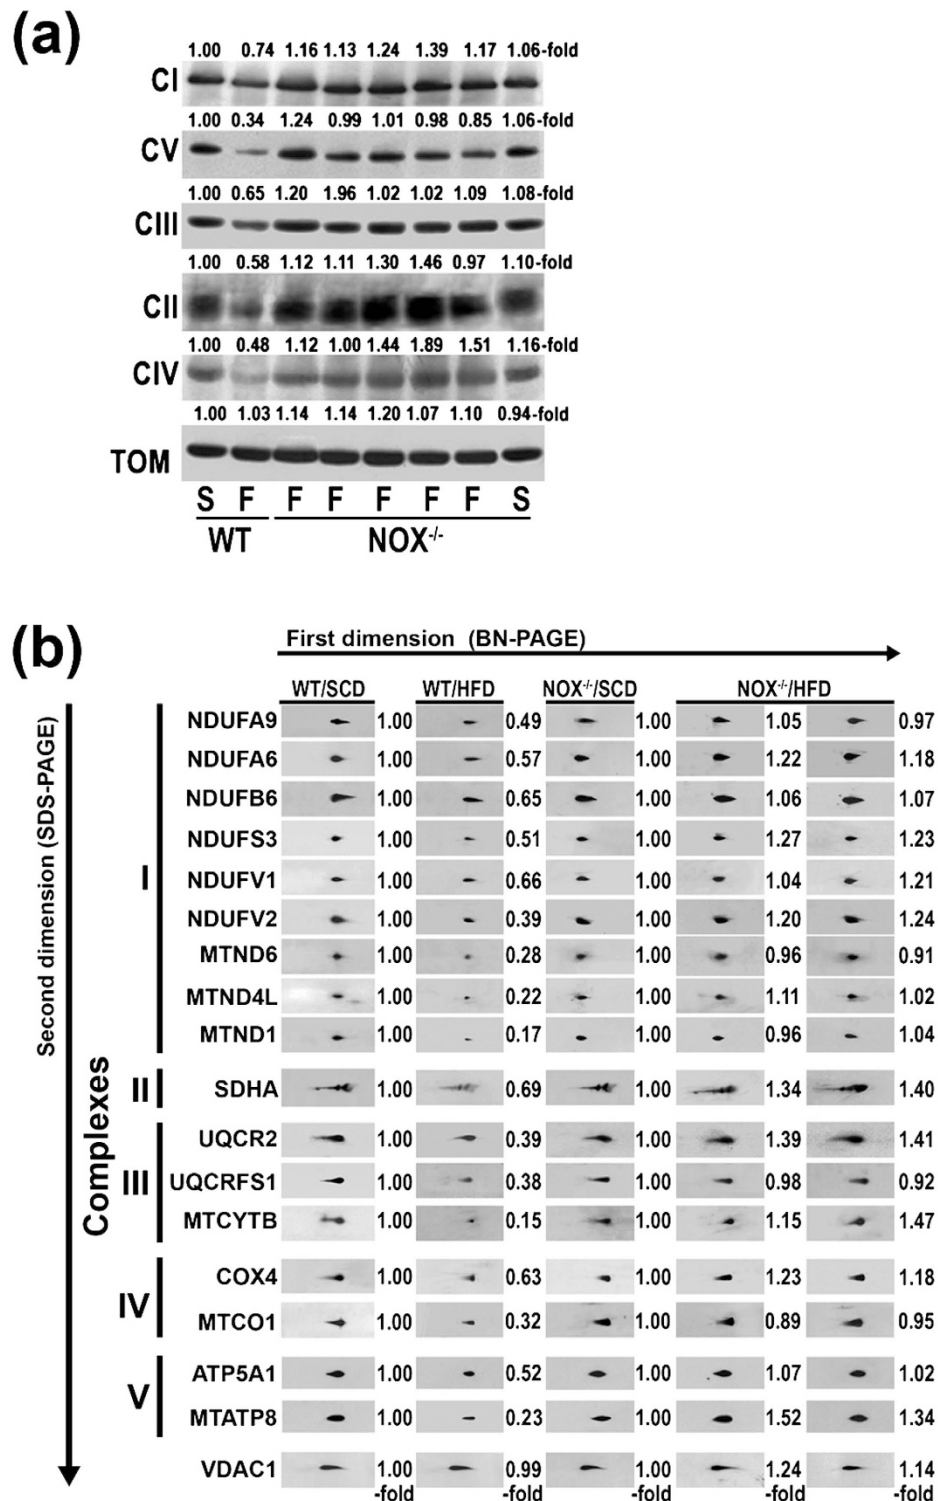 (a)
1.00 0.74 1.16 1.13 1.24 1.39 1.17 1.06-fold
CI
1.00 0.34 1.24 0.99 1.01 0.98 0.85 1.06-fold
CV
1.00 0.65 1.20 1.96 1.02 1.02 1.09 1.08-fold
CIII
1.00 0.58 1.12 1.11 1.30 1.46 0.97 1.10-fold
CII
1.00 0.48 1.12 1.00 1.44 1.89 1.51 1.16-fold
CIV
1.00 1.03 1.14 1.14 1.20 1.07 1.10 0.94-fold
TOM
S F F F F F F S
WT NOX-/-
(b)
First dimension (BN-PAGE)
Second dimension (SDS-PAGE)
Complexes
WT/SCD WT/HFD NOX-/-/SCD NOX-/-/HFD
I
NDUFA9 1.00 0.49 1.00 1.05 0.97
NDUFA6 1.00 0.57 1.00 1.22 1.18
NDUFB6 1.00 0.65 1.00 1.06 1.07
NDUFS3 1.00 0.51 1.00 1.27 1.23
NDUFV1 1.00 0.66 1.00 1.04 1.21
NDUFV2 1.00 0.39 1.00 1.20 1.24
MTND6 1.00 0.28 1.00 0.96 0.91
MTND4L 1.00 0.22 1.00 1.11 1.02
MTND1 1.00 0.17 1.00 0.96 1.04
II
SDHA 1.00 0.69 1.00 1.34 1.40
III
UQCR2 1.00 0.39 1.00 1.39 1.41
UQCRFS1 1.00 0.38 1.00 0.98 0.92
MTCYTB 1.00 0.15 1.00 1.15 1.47
IV
COX4 1.00 0.63 1.00 1.23 1.18
MTCO1 1.00 0.32 1.00 0.89 0.95
V
ATP5A1 1.00 0.52 1.00 1.07 1.02
MTATP8 1.00 0.23 1.00 1.52 1.34
VDAC1 1.00 0.99 1.00 1.24 1.14
-fold -fold -fold -fold -fold